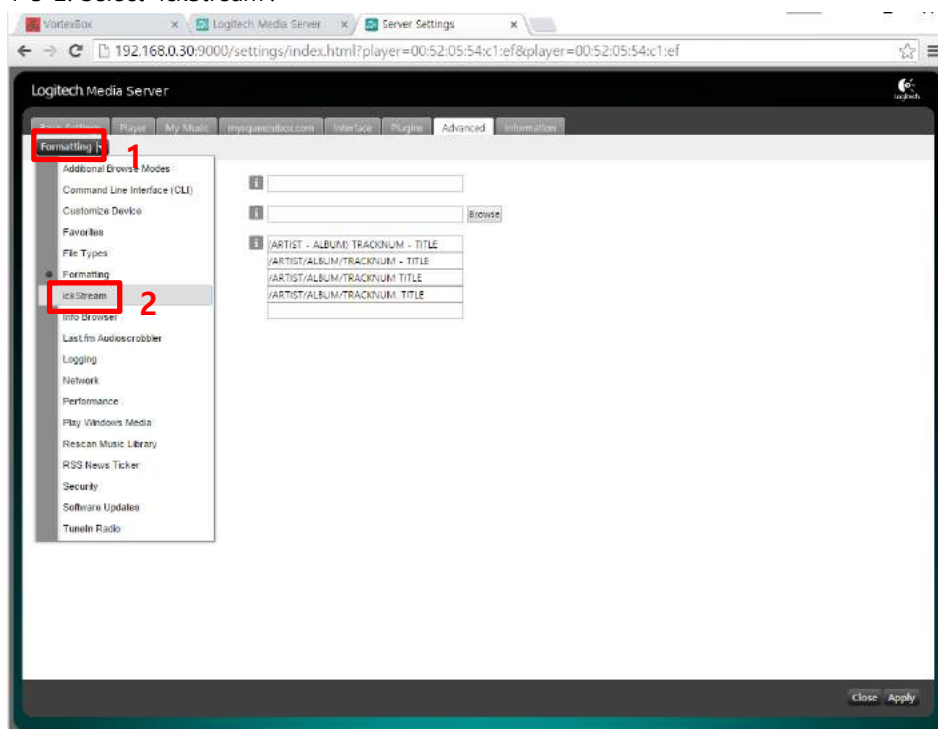 VortexBox
Logitech Media Server
Server Settings
192.168.0.30:9000/settings/index.html?player=00:52:05:54:c1:ef&player=00:52:05:54:c1:ef
Logitech Media Server
Logitech
Basic Settings Player My Music mysqueezebox.com Interface Plugins Advanced Information
Formatting
1
Additional Browse Modes
Command Line Interface (CLI)
Customize Device
Browse
Favorites
(ARTIST - ALBUM) TRACKNUM - TITLE
File Types
/ARTIST/ALBUM/TRACKNUM - TITLE
Formatting
/ARTIST/ALBUM/TRACKNUM TITLE
ickStream
2
/ARTIST/ALBUM/TRACKNUM. TITLE
Info Browser
Last.fm Audioscrobbler
Logging
Network
Performance
Play Windows Media
Rescan Music Library
RSS News Ticker
Security
Software Updates
TuneIn Radio
Close Apply